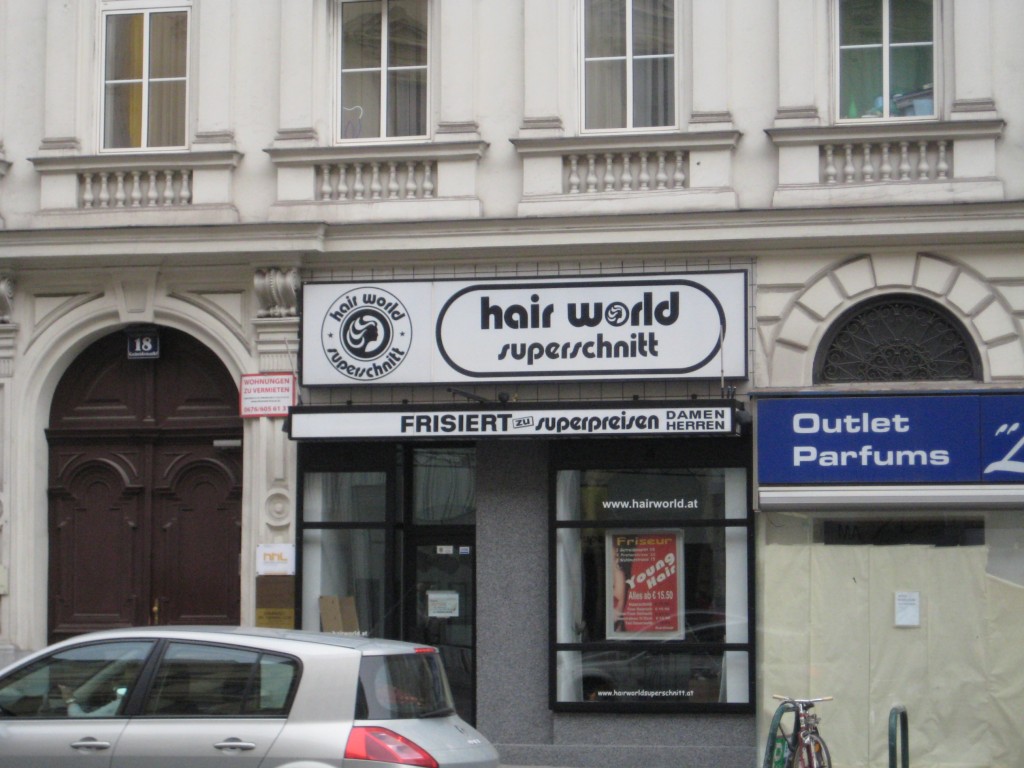 18
WOHNUNGEN
ZU VERMIETEN
hair world
superschnitt
hair world
superschnitt
FRISIERT zu superpreisen DAMEN
HERREN
Outlet
Parfums
www.hairworld.at
Friseur
Young
Hair
Alles ab € 15,50
www.hairworldzuperschnitt.at